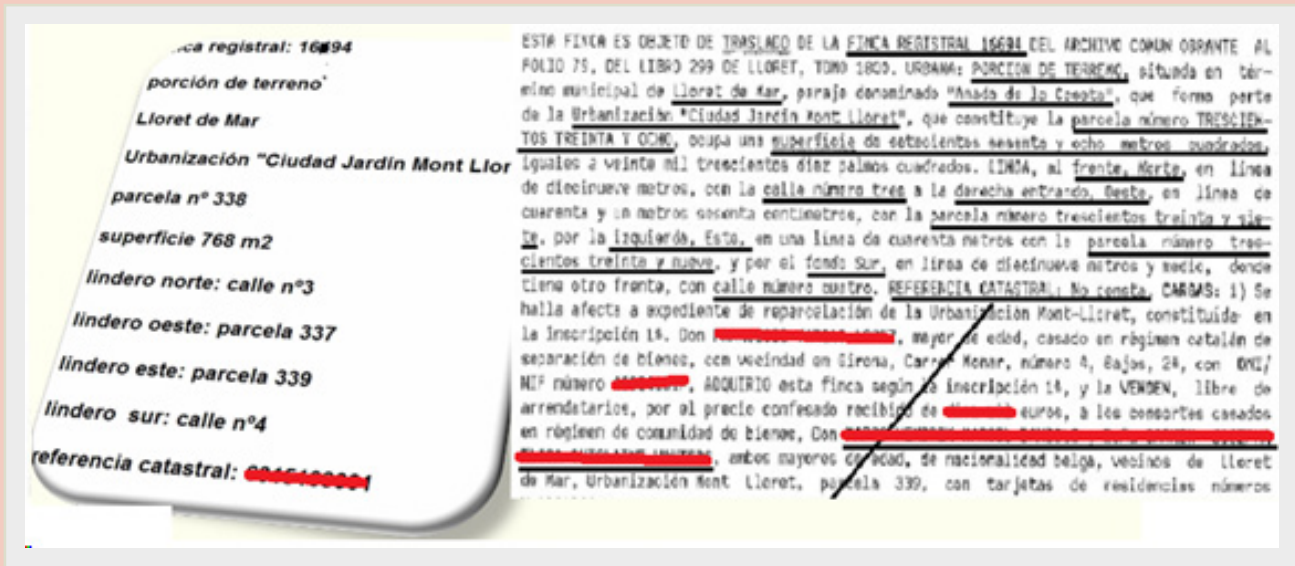 ca registral: 16694
porción de terreno
Lloret de Mar
Urbanización "Ciudad Jardín Mont Llor
parcela nº 338
superficie 768 m2
lindero norte: calle nº3
lindero oeste: parcela 337
lindero este: parcela 339
lindero sur: calle nº4
referencia catastral:
ESTA FINCA ES OBJETO DE TRASLADO DE LA FINCA REGISTRAL 16694 DEL ARCHIVO COMUN OBRANTE AL
FOLIO 75, DEL LIBRO 299 DE LLORET, TOMO 1800. URBANA: PORCION DE TERRENO, situada en tér-
mino municipal de Lloret de Mar, paraje denominado "Anada de la", que forma parte
de la Urbanización "Ciudad Jardín Mont Lloret", que constituye la parcela número TRESCIEN-
TOS TREINTA Y OCHO, ocupa una superficie de setecientos sesenta y ocho metros cuadrados,
iguales a veinte mil trescientos diez palmos cuadrados. LINDA, al frente, Norte, en línea
de diecinueve metros, con la calle número tres a la derecha entrando, Oeste, en línea de
cuarenta y un metros sesenta centímetros, con la parcela número trescientos treinta y sie-
te, por la izquierda, Este, en una línea de cuarenta metros con la parcela número tres-
cientos treinta y nueve, y por el fondo Sur, en línea de diecinueve metros y medio, donde
tiene otro frente, con calle número cuatro. REFERENCIA CATASTRAL: No consta. CARGAS: 1) Se
halla afecta a expediente de reparcelación de la Urbanización Mont-Lloret, constituida en
la inscripción 1ª. Don , mayor de edad, casado en régimen catalán de
separación de bienes, con vecindad en Girona, Carrer Monar, número 4, Bajos, 2ª, con DNI/
NIF número , ADQUIRIO esta finca según la inscripción 1ª, y la VENDEN, libre de
arrendatarios, por el precio confesado recibido de euros, a los consortes casados
en régimen de comunidad de bienes, Don
, ambos mayores de edad, de nacionalidad belga, vecinos de Lloret
de Mar, Urbanización Mont Lloret, parcela 339, con tarjetas de residencias números